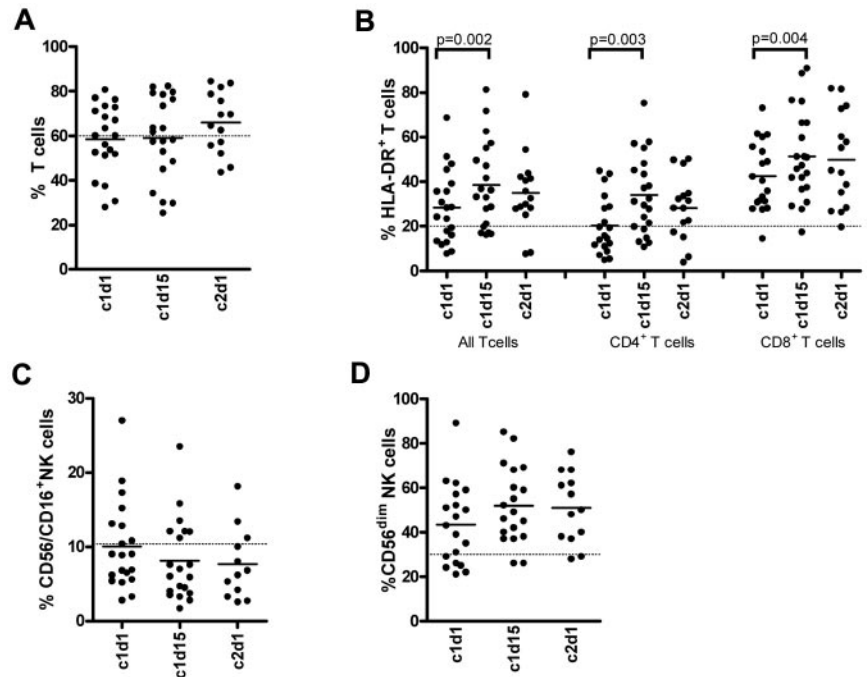 A
% T cells
100
80
60
40
20
0
c1d1
c1d15
c2d1
B
p=0.002
p=0.003
p=0.004
% HLA-DR+ T cells
100
80
60
40
20
0
c1d1
c1d15
c2d1
c1d1
c1d15
c2d1
c1d1
c1d15
c2d1
All Tcells
CD4+ T cells
CD8+ T cells
C
% CD56/CD16+NK cells
30
20
10
0
c1d1
c1d15
c2d1
D
%CD56dim NK cells
100
80
60
40
20
0
c1d1
c1d15
c2d1